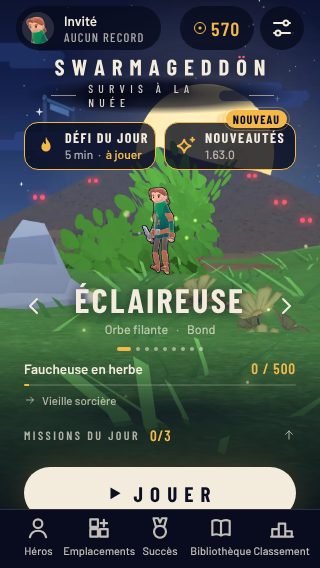 Invité
AUCUN RECORD
570
SWARMAGEDDÖN
SURVIS À LA
NUÉE
NOUVEAU
DÉFI DU JOUR
5 min · à jouer
NOUVEAUTÉS
1.63.0
ÉCLAIREUSE
Orbe filante · Bond
Faucheuse en herbe 0 / 500
→ Vieille sorcière
MISSIONS DU JOUR 0/3 ↑
JOUER
Héros Emplacements Succès Bibliothèque Classement